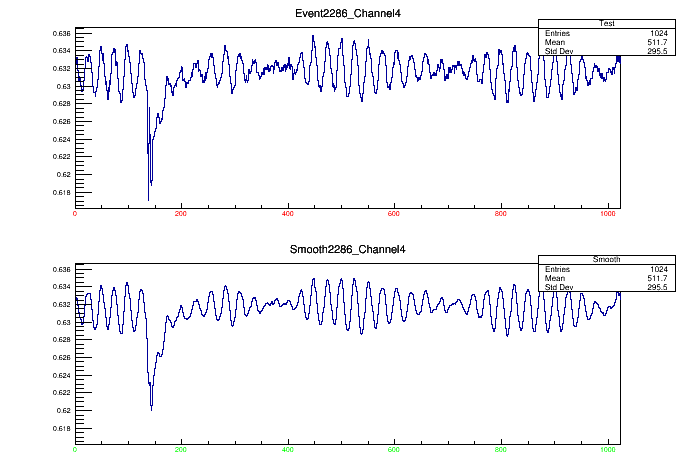 Event2286_Channel4
Test
Entries 1024
Mean 511.7
Std Dev 295.5
0.636
0.634
0.632
0.63
0.628
0.626
0.624
0.622
0.62
0.618
0 200 400 600 800 1000
Smooth2286_Channel4
Smooth
Entries 1024
Mean 511.7
Std Dev 295.5
0.636
0.634
0.632
0.63
0.628
0.626
0.624
0.622
0.62
0.618
0 200 400 600 800 1000